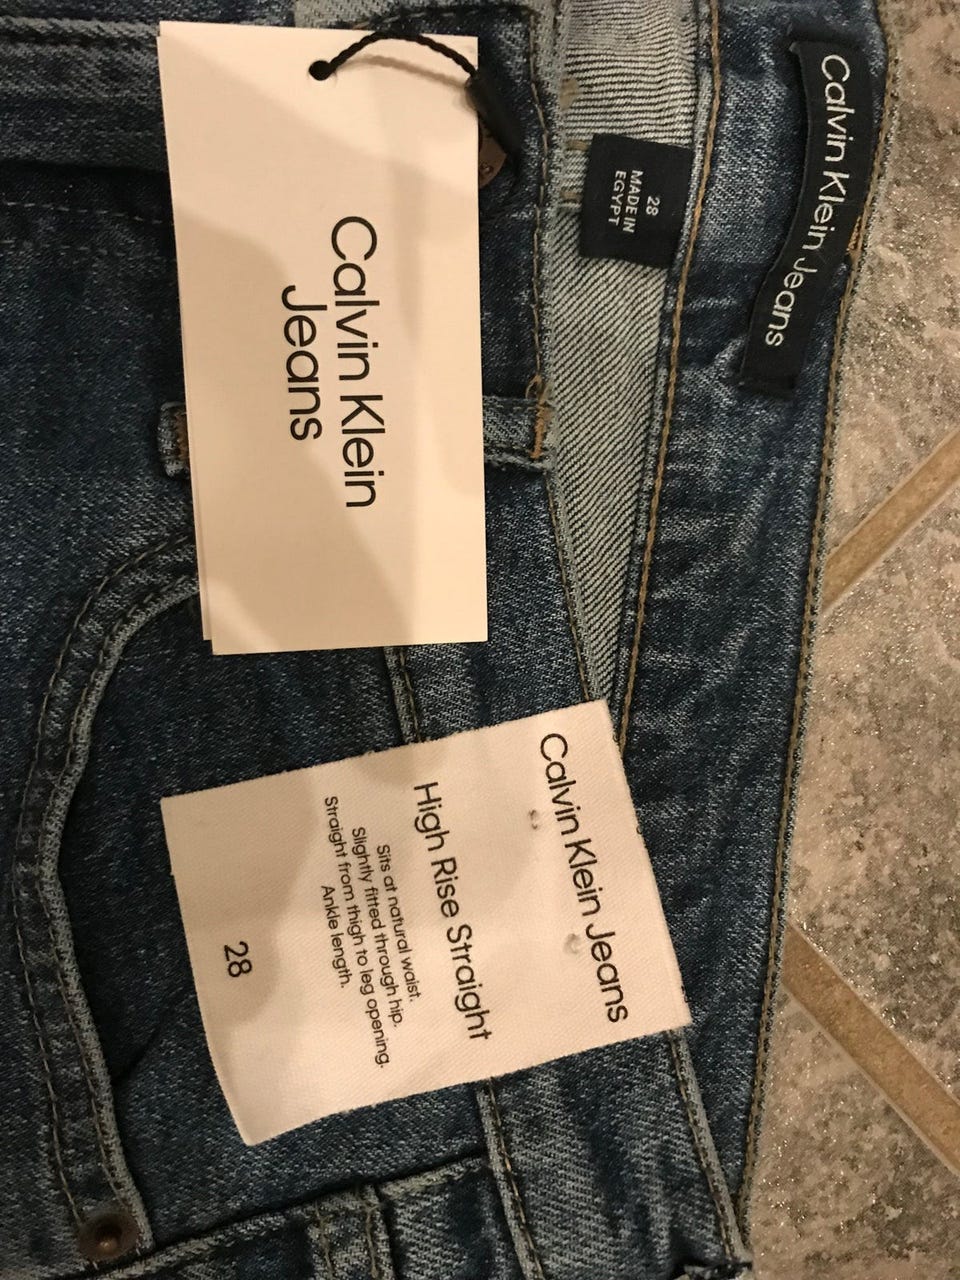 Calvin Klein Jeans
28
MADE IN
EGYPT
Calvin Klein
Jeans
Calvin Klein Jeans
High Rise Straight
Sits at natural waist.
Slightly fitted through hip.
Straight from thigh to leg opening.
Ankle length.
28